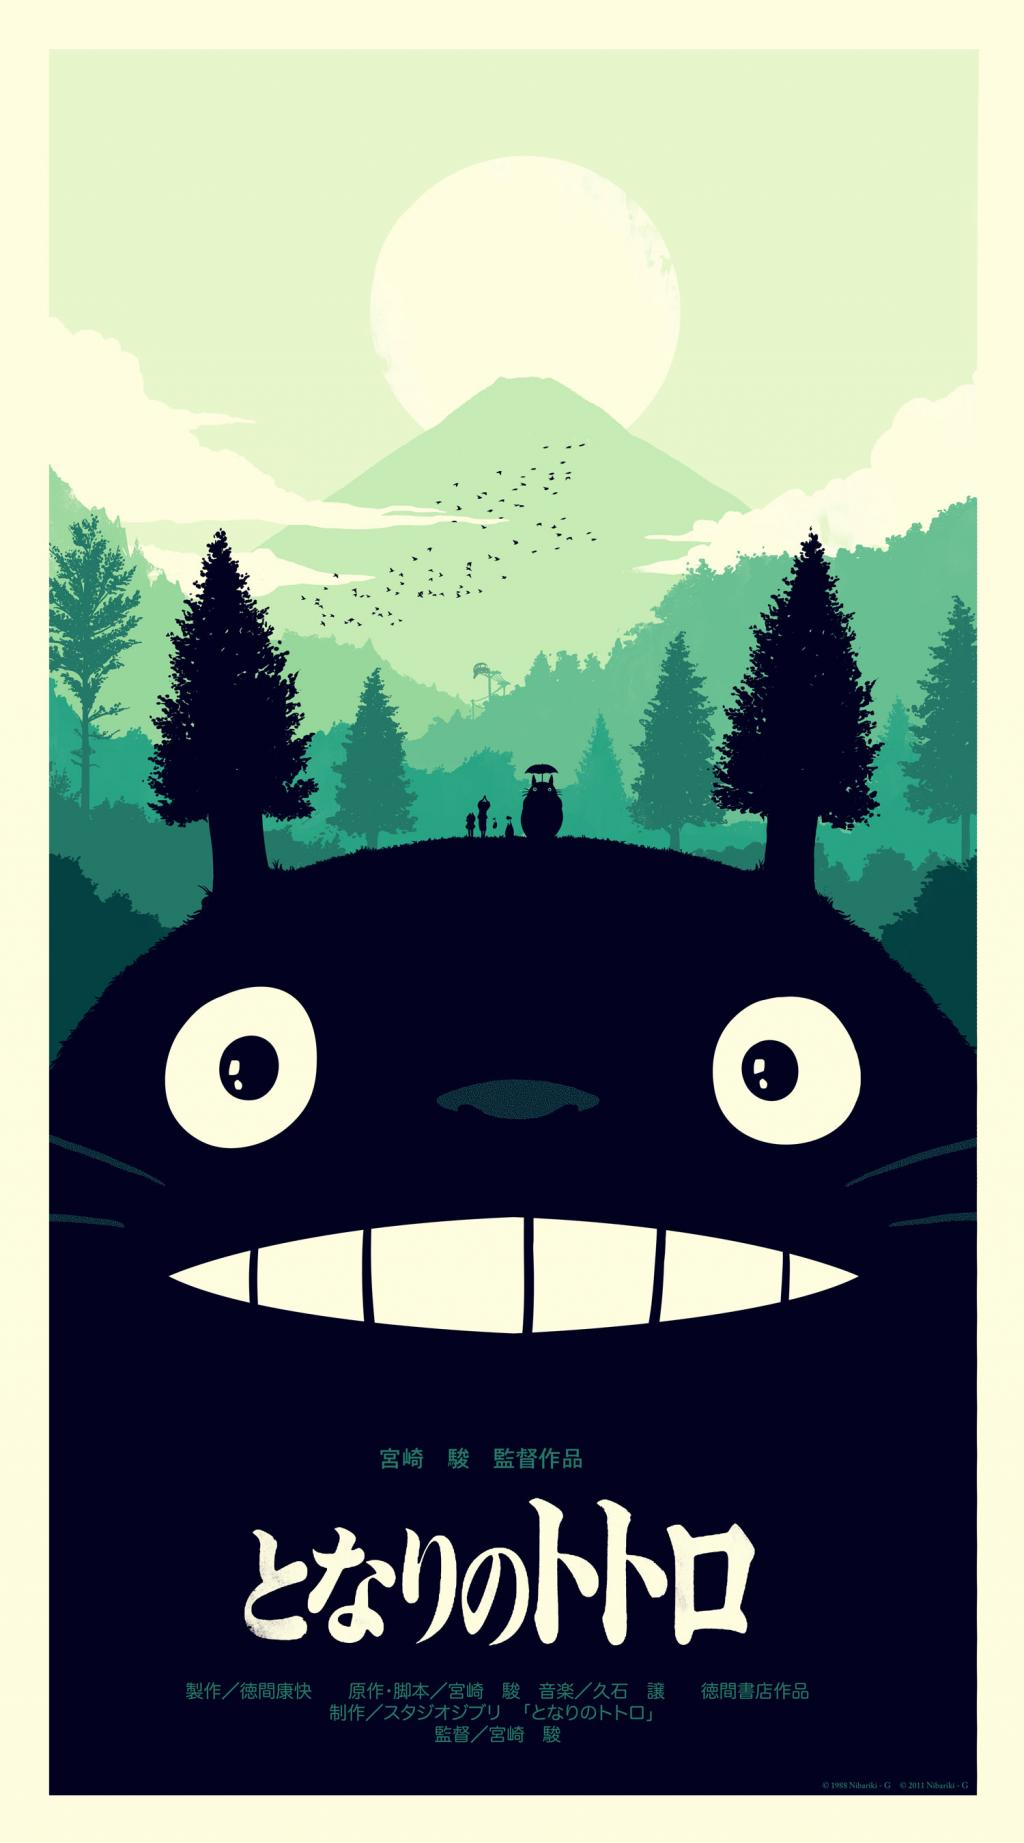 宮崎　駿　監督作品
となりのトトロ
製作／徳間康快　　原作・脚本／宮崎　駿　音楽／久石　譲　　徳間書店作品
制作／スタジオジブリ　「となりのトトロ」
監督／宮崎　駿
© 1988 Nibariki - G　© 2011 Nibariki - G